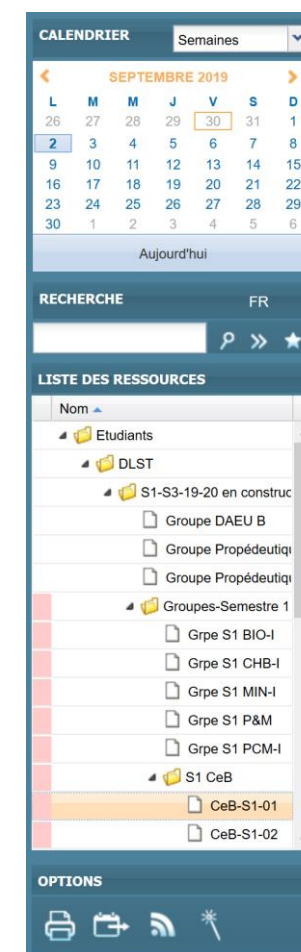 CALENDRIER Semaines
SEPTEMBRE 2019
L M M J V S D
26 27 28 29 30 31 1
2 3 4 5 6 7 8
9 10 11 12 13 14 15
16 17 18 19 20 21 22
23 24 25 26 27 28 29
30 1 2 3 4 5 6
Aujourd'hui
RECHERCHE FR
LISTE DES RESSOURCES
Nom
Etudiants
DLST
S1-S3-19-20 en construc
Groupe DAEU B
Groupe Propédeutiqu
Groupe Propédeutiqu
Groupes-Semestre 1
Grpe S1 BIO-I
Grpe S1 CHB-I
Grpe S1 MIN-I
Grpe S1 P&M
Grpe S1 PCM-I
S1 CeB
CeB-S1-01
CeB-S1-02
OPTIONS